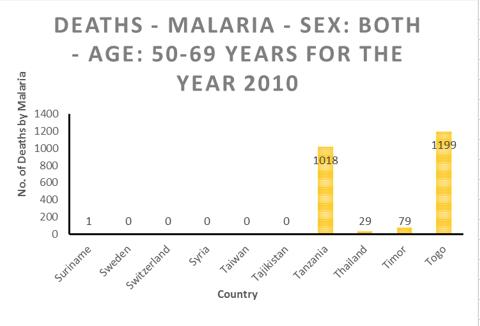 DEATHS - MALARIA - SEX: BOTH
- AGE: 50-69 YEARS FOR THE
YEAR 2010
No. of Deaths by Malaria
1400
1200
1000
800
600
400
200
0
1
0
0
0
0
0
1018
29
79
1199
Suriname
Sweden
Switzerland
Syria
Taiwan
Tajikistan
Tanzania
Thailand
Timor
Togo
Country